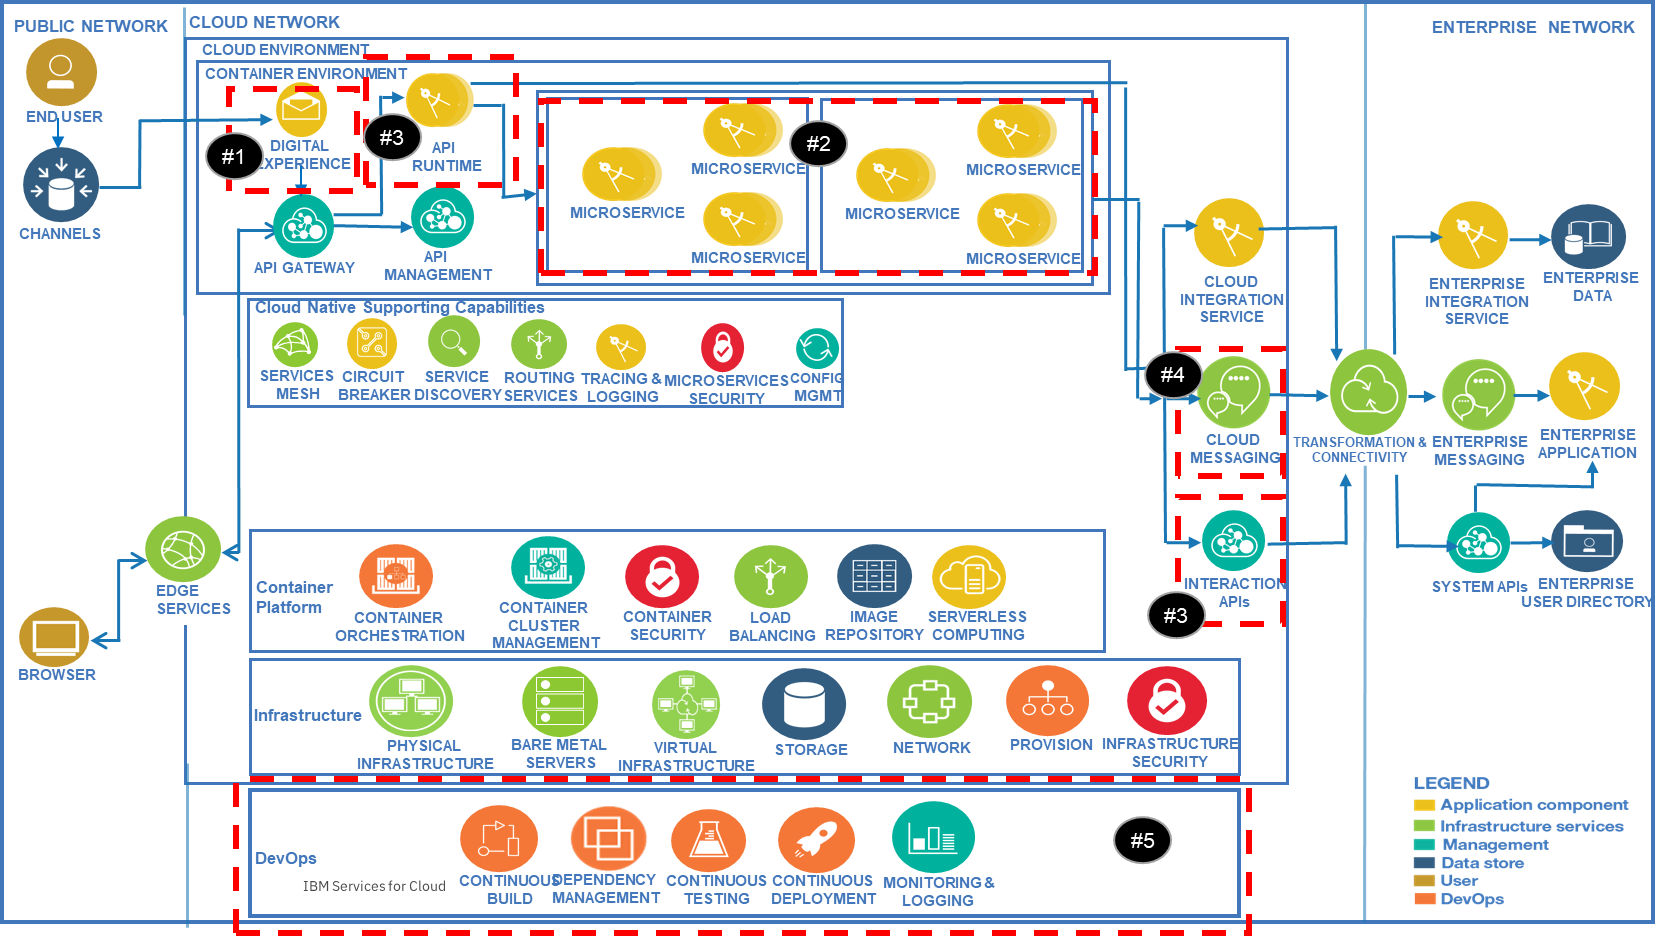 PUBLIC NETWORK
CLOUD NETWORK
ENTERPRISE NETWORK
CLOUD ENVIRONMENT
CONTAINER ENVIRONMENT
END USER
CHANNELS
#1
DIGITAL
EXPERIENCE
#3
API
RUNTIME
API GATEWAY
API
MANAGEMENT
#2
MICROSERVICE
MICROSERVICE
MICROSERVICE
MICROSERVICE
MICROSERVICE
MICROSERVICE
CLOUD
INTEGRATION
SERVICE
ENTERPRISE
INTEGRATION
SERVICE
ENTERPRISE
DATA
Cloud Native Supporting Capabilities
SERVICES
MESH
CIRCUIT
BREAKER
SERVICE
DISCOVERY
ROUTING
SERVICES
TRACING &
LOGGING
MICROSERVICES
SECURITY
CONFIG
MGMT
#4
CLOUD
MESSAGING
TRANSFORMATION &
CONNECTIVITY
ENTERPRISE
MESSAGING
ENTERPRISE
APPLICATION
EDGE
SERVICES
BROWSER
Container
Platform
CONTAINER
ORCHESTRATION
CONTAINER
CLUSTER
MANAGEMENT
CONTAINER
SECURITY
LOAD
BALANCING
IMAGE
REPOSITORY
SERVERLESS
COMPUTING
INTERACTION
APIs
#3
SYSTEM APIs
ENTERPRISE
USER DIRECTORY
Infrastructure
PHYSICAL
INFRASTRUCTURE
BARE METAL
SERVERS
VIRTUAL
INFRASTRUCTURE
STORAGE
NETWORK
PROVISION
INFRASTRUCTURE
SECURITY
DevOps
IBM Services for Cloud
CONTINUOUS
BUILD
DEPENDENCY
MANAGEMENT
CONTINUOUS
TESTING
CONTINUOUS
DEPLOYMENT
MONITORING &
LOGGING
#5
LEGEND
Application component
Infrastructure services
Management
Data store
User
DevOps